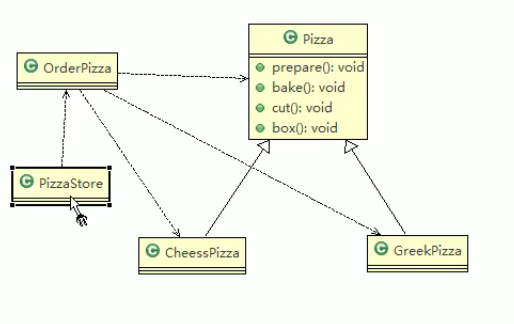 Pizza
prepare(): void
bake(): void
cut(): void
box(): void
OrderPizza
PizzaStore
CheessPizza
GreekPizza